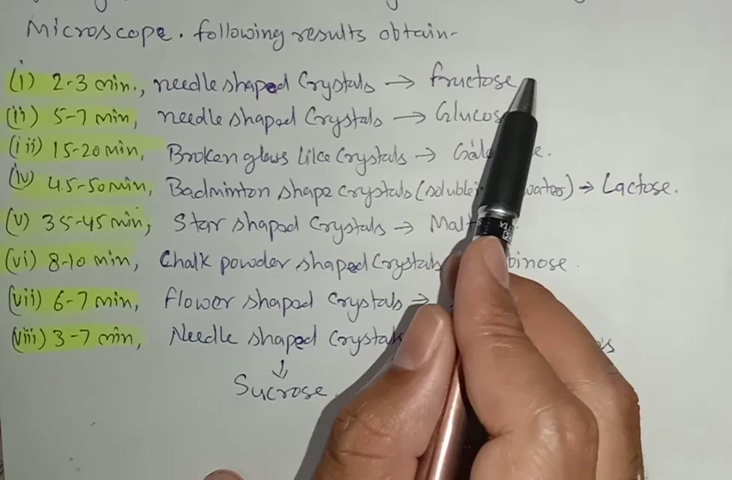 Microscope. following results obtain-
(i) 2-3 min., needle shaped Crystals → fructose
(ii) 5-7 min, needle shaped Crystals → Glucos
(iii) 15-20 min, Broken glass like Crystals →
(iv) 45-50 min, Badminton shape crystals (soluble → Lactose.
(v) 35-45 min, Star shaped Crystals → Malt
(vi) 8-10 min, Chalk powder shaped Crystals binose.
(vii) 6-7 min, flower shaped Crystals →
(viii) 3-7 min, Needle shaped Crystals
↓
Sucrose